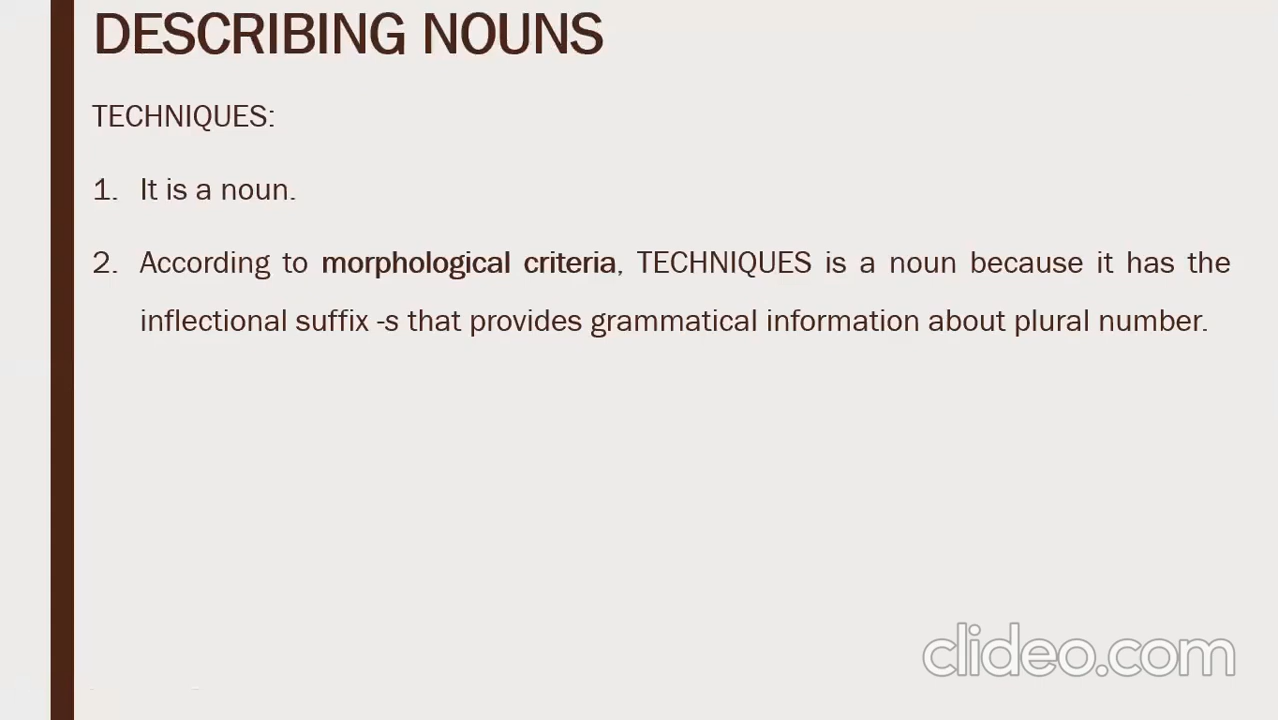 DESCRIBING NOUNS
TECHNIQUES:
1. It is a noun.
2. According to morphological criteria, TECHNIQUES is a noun because it has the
inflectional suffix -s that provides grammatical information about plural number.
clideo.com